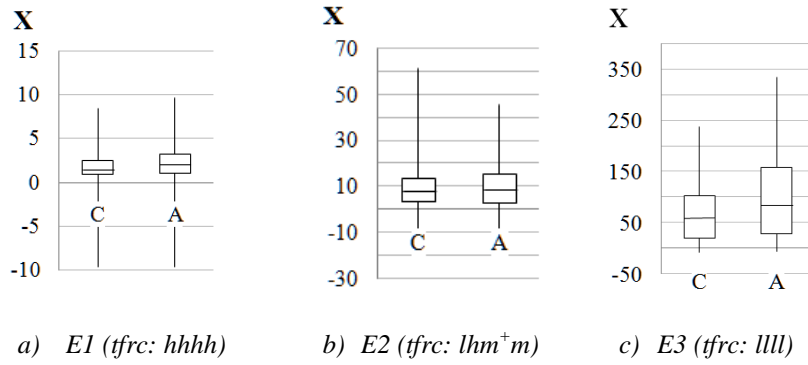 X
15
10
5
0
-5
-10
C A
a) E1 (tfrc: hhhh)
X
70
50
30
10
-10
-30
C A
b) E2 (tfrc: lhm⁺m)
X
350
250
150
50
-50
C A
c) E3 (tfrc: llll)